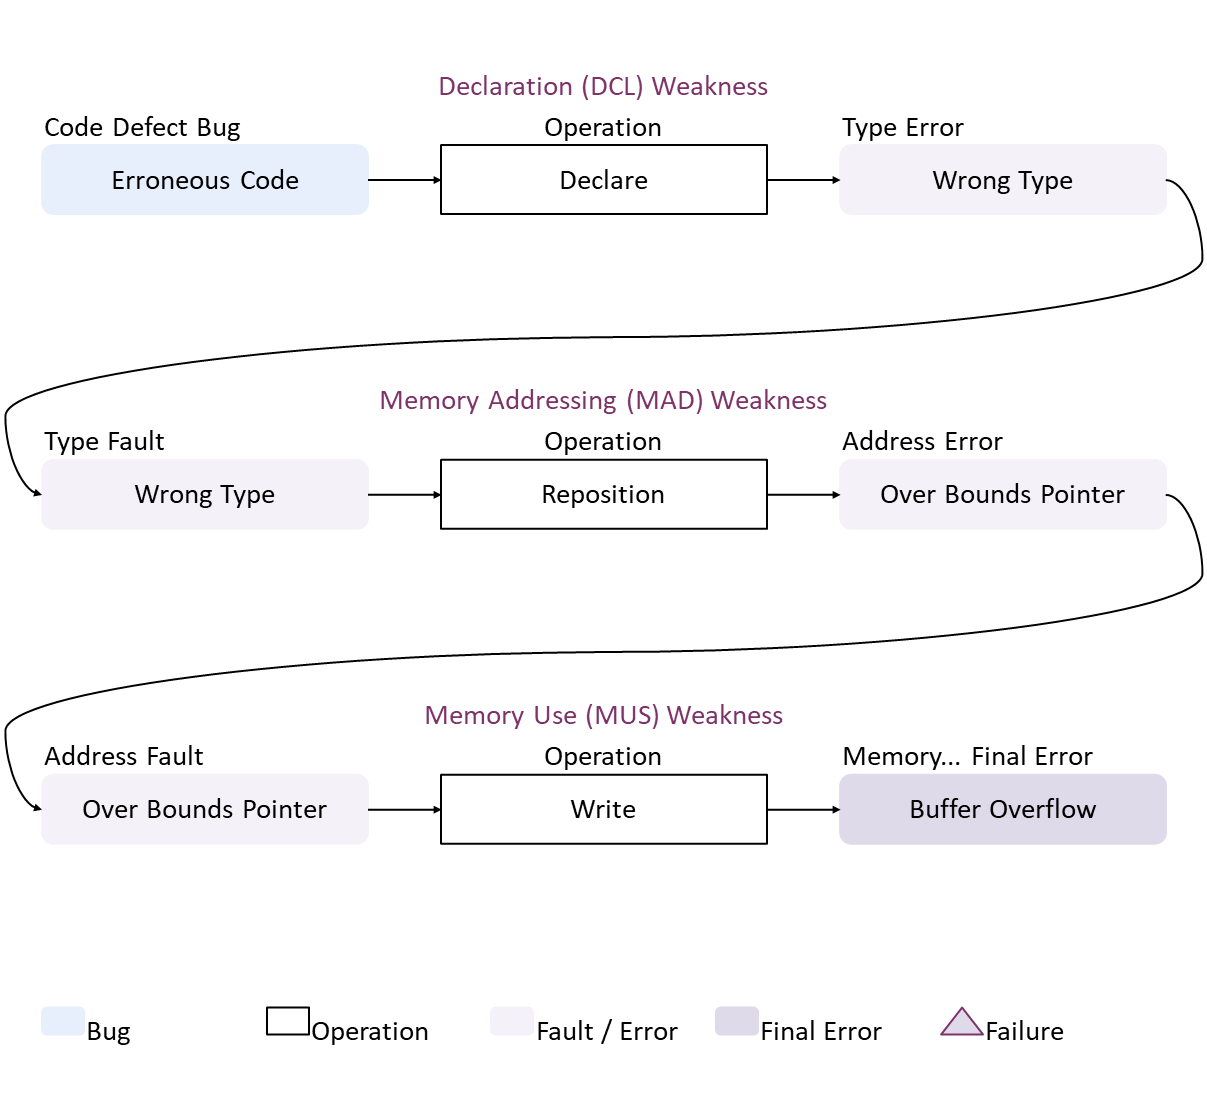 Declaration (DCL) Weakness
Code Defect Bug Operation Type Error
Erroneous Code Declare Wrong Type
Memory Addressing (MAD) Weakness
Type Fault Operation Address Error
Wrong Type Reposition Over Bounds Pointer
Memory Use (MUS) Weakness
Address Fault Operation Memory... Final Error
Over Bounds Pointer Write Buffer Overflow
Bug Operation Fault / Error Final Error Failure